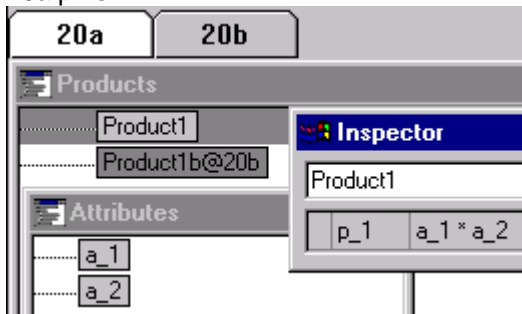 20a 20b
Products
Product1
Product1b@20b
Inspector
Product1
p_1 a_1 * a_2
Attributes
a_1
a_2